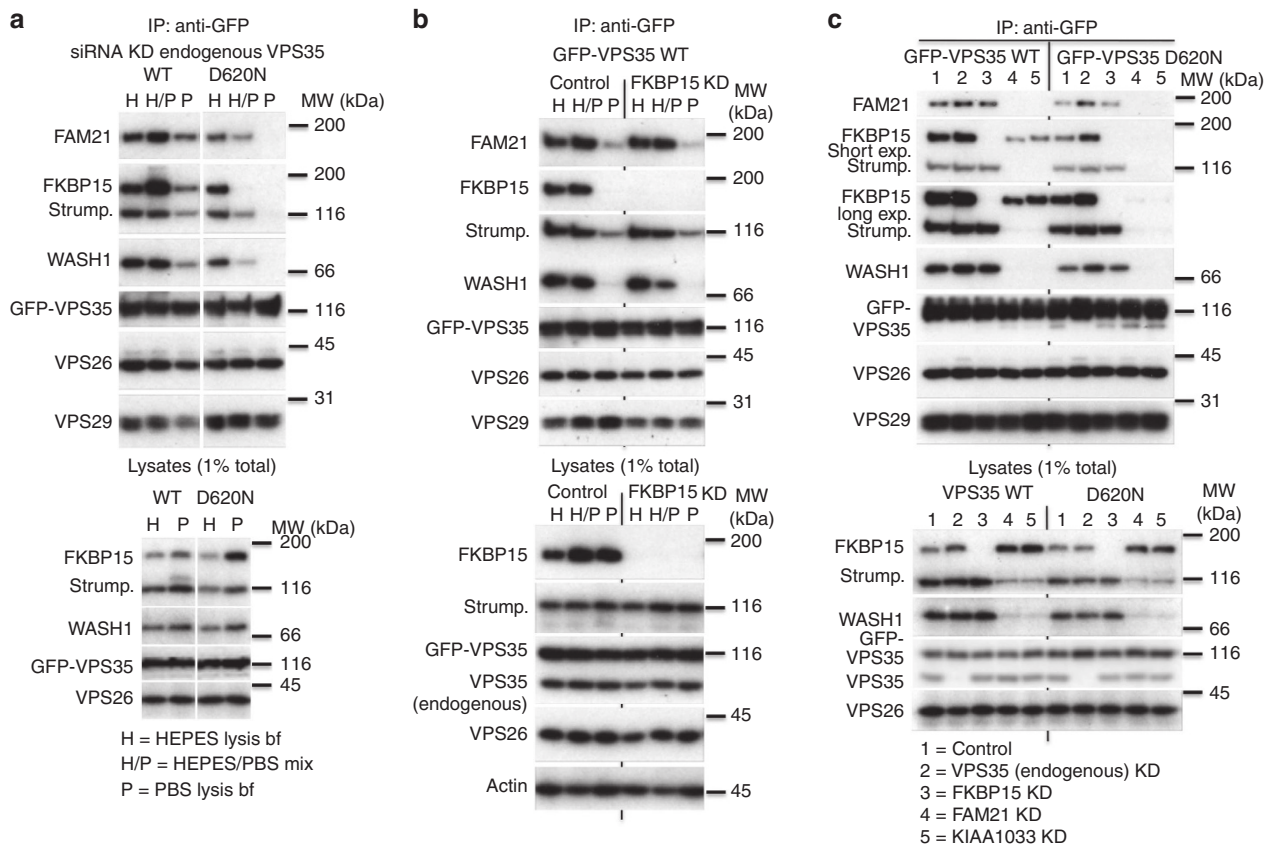 a
IP: anti-GFP
siRNA KD endogenous VPS35
WT D620N
H H/P P H H/P P MW (kDa)
FAM21 200
FKBP15 200
Strump. 116
WASH1 66
GFP-VPS35 116
VPS26 45
VPS29 31
Lysates (1% total)
WT D620N
H P H P MW (kDa)
FKBP15 200
Strump. 116
WASH1 66
GFP-VPS35 116
VPS26 45
H = HEPES lysis bf
H/P = HEPES/PBS mix
P = PBS lysis bf
b
IP: anti-GFP
GFP-VPS35 WT
Control FKBP15 KD MW
H H/P P H H/P P (kDa)
FAM21 200
FKBP15 200
Strump. 116
WASH1 66
GFP-VPS35 116
VPS26 45
VPS29 31
Lysates (1% total)
Control FKBP15 KD MW
H H/P P H H/P P (kDa)
FKBP15 200
Strump. 116
GFP-VPS35 116
VPS35
(endogenous)
VPS26 45
Actin 45
c
IP: anti-GFP
GFP-VPS35 WT GFP-VPS35 D620N
1 2 3 4 5 1 2 3 4 5 MW (kDa)
FAM21 200
FKBP15 200
Short exp.
Strump. 116
FKBP15
long exp.
Strump.
WASH1 66
GFP- 116
VPS35
VPS26 45
VPS29 31
Lysates (1% total)
VPS35 WT D620N MW
1 2 3 4 5 1 2 3 4 5 (kDa)
FKBP15 200
Strump. 116
WASH1 66
GFP-
VPS35 116
VPS35
VPS26 45
1 = Control
2 = VPS35 (endogenous) KD
3 = FKBP15 KD
4 = FAM21 KD
5 = KIAA1033 KD